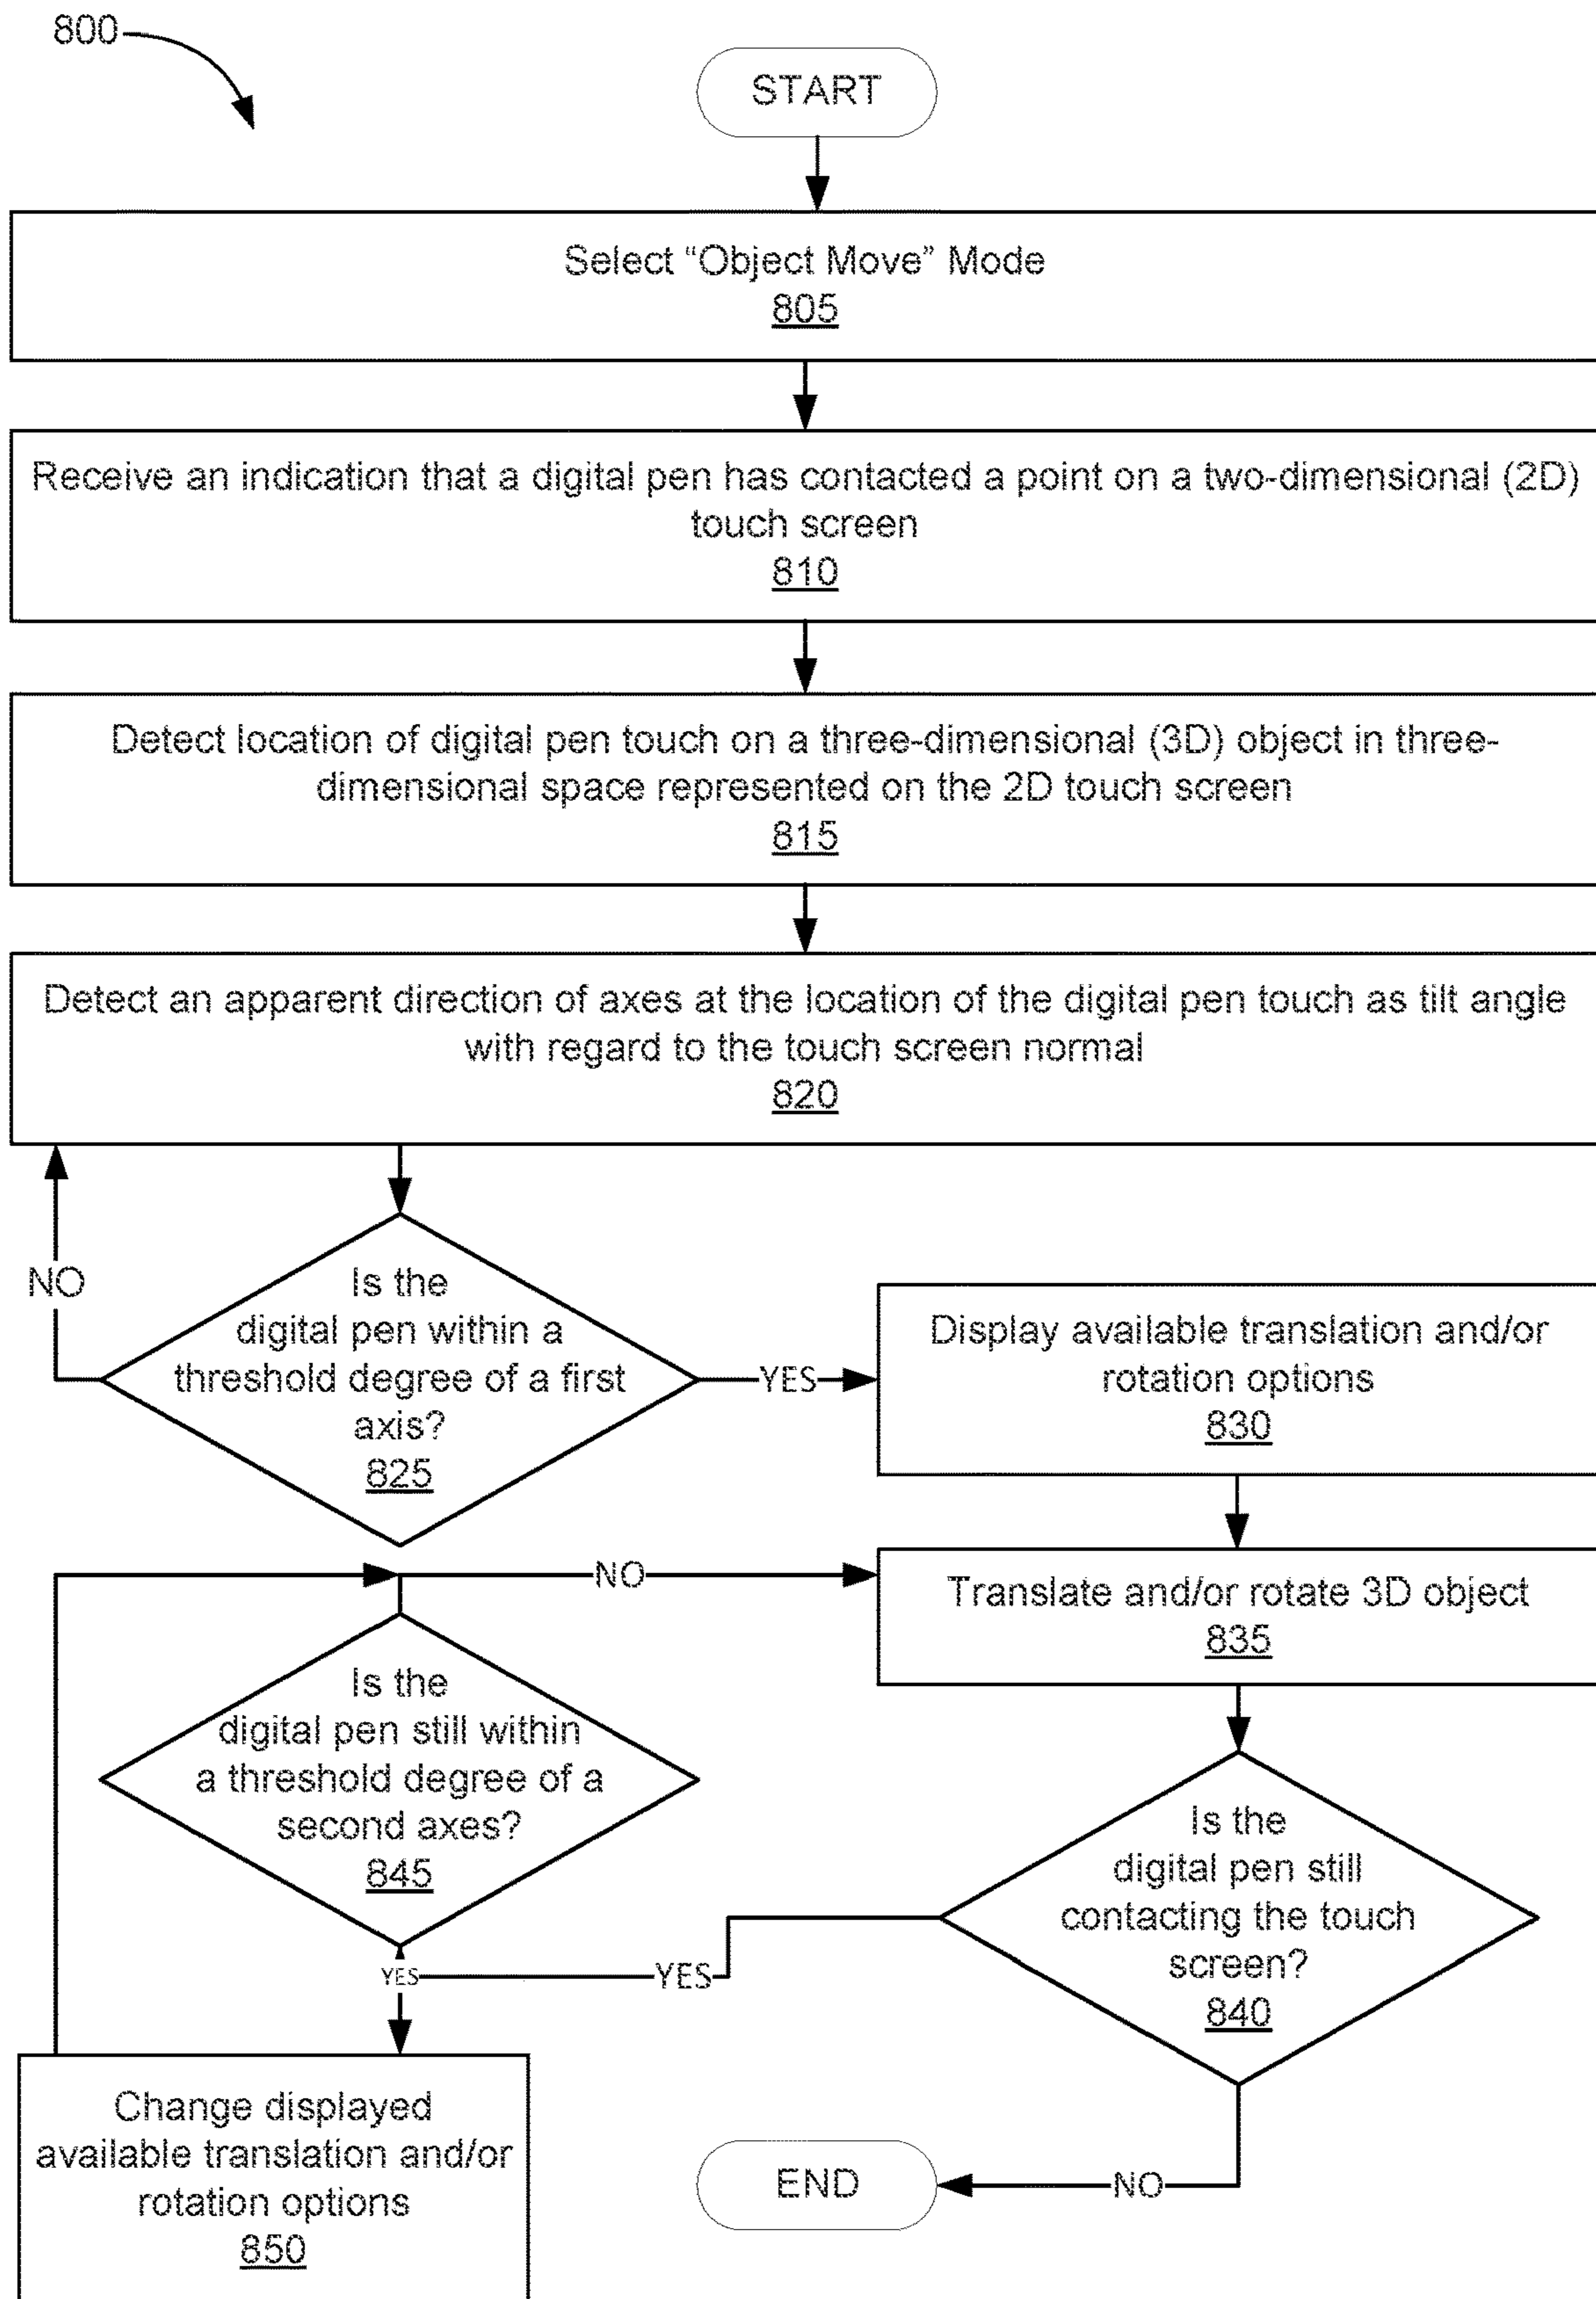 800
START
Select “Object Move” Mode
805
Receive an indication that a digital pen has contacted a point on a two-dimensional (2D)
touch screen
810
Detect location of digital pen touch on a three-dimensional (3D) object in three-
dimensional space represented on the 2D touch screen
815
Detect an apparent direction of axes at the location of the digital pen touch as tilt angle
with regard to the touch screen normal
820
NO
Is the
digital pen within a
threshold degree of a first
axis?
825
YES
Display available translation and/or
rotation options
830
NO
Translate and/or rotate 3D object
835
Is the
digital pen still within
a threshold degree of a
second axes?
845
Is the
digital pen still
contacting the touch
screen?
840
YES
YES
Change displayed
available translation and/or
rotation options
850
END
NO